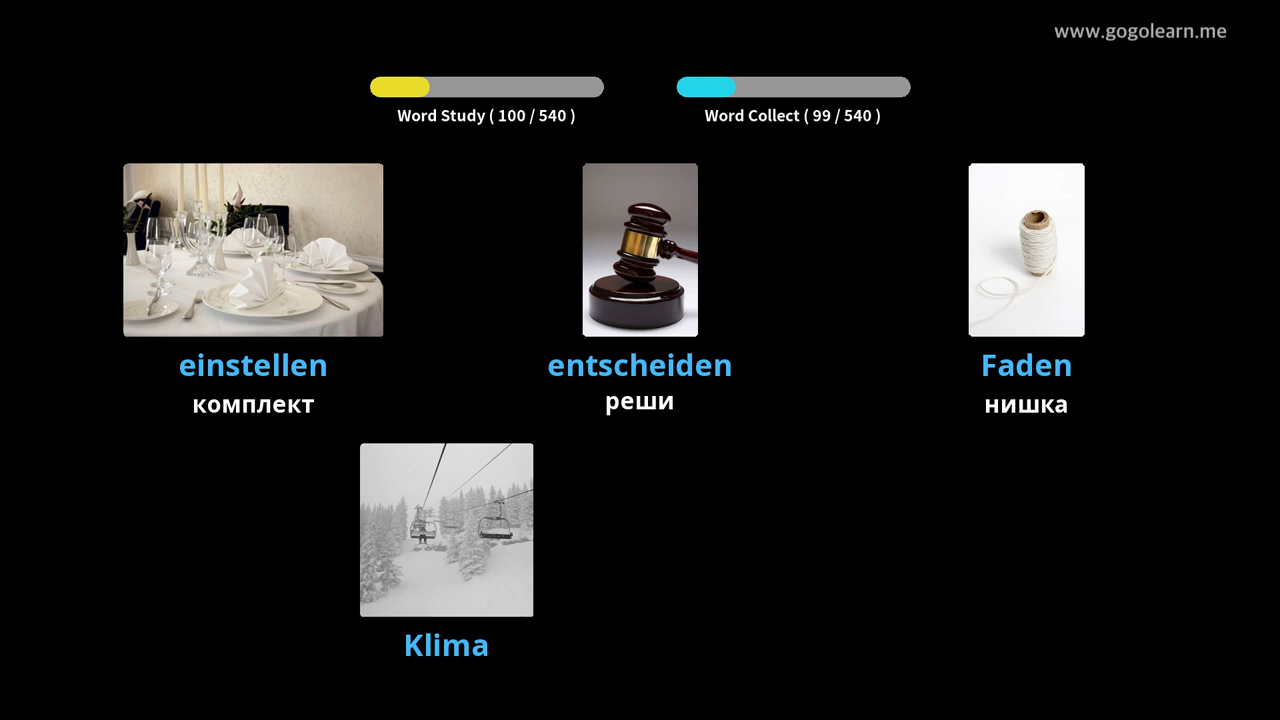 www.gogolearn.me
Word Study ( 100 / 540 )
Word Collect ( 99 / 540 )
einstellen
комплект
entscheiden
реши
Faden
нишка
Klima